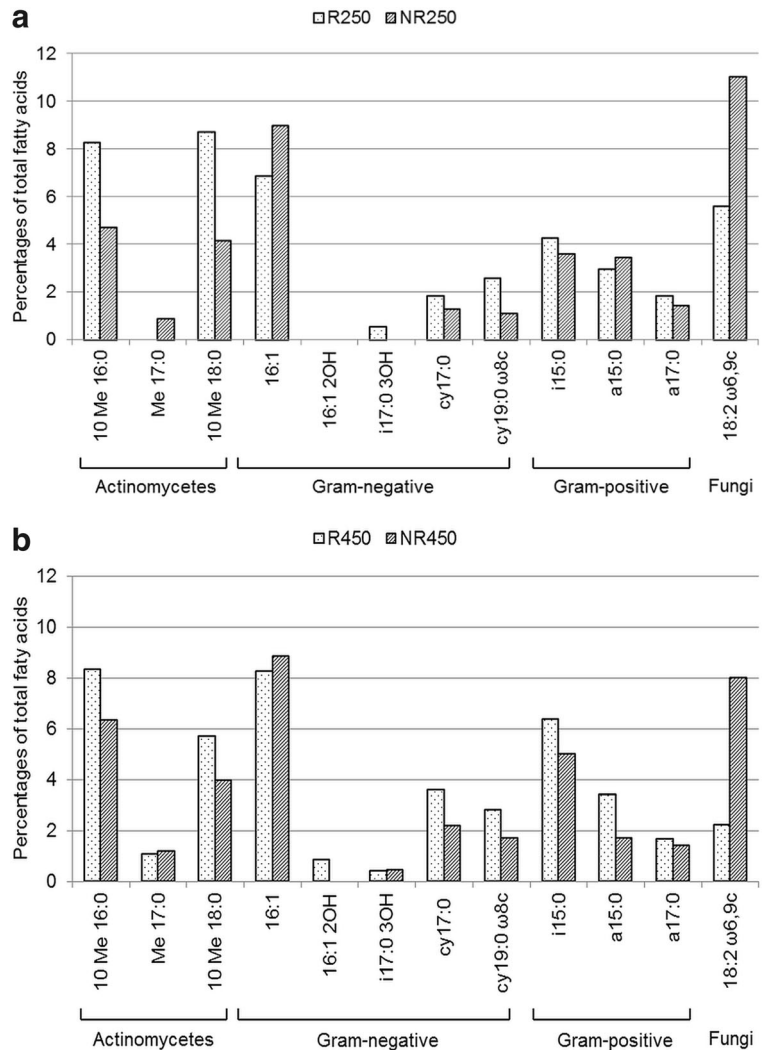 a
R250 NR250
Percentages of total fatty acids
12
10
8
6
4
2
0
10 Me 16:0
Me 17:0
10 Me 18:0
16:1
16:1 2OH
i17:0 3OH
cy17:0
cy19:0 ω8c
i15:0
a15:0
a17:0
18:2 ω6,9c
Actinomycetes Gram-negative Gram-positive Fungi
b
R450 NR450
Percentages of total fatty acids
12
10
8
6
4
2
0
10 Me 16:0
Me 17:0
10 Me 18:0
16:1
16:1 2OH
i17:0 3OH
cy17:0
cy19:0 ω8c
i15:0
a15:0
a17:0
18:2 ω6,9c
Actinomycetes Gram-negative Gram-positive Fungi